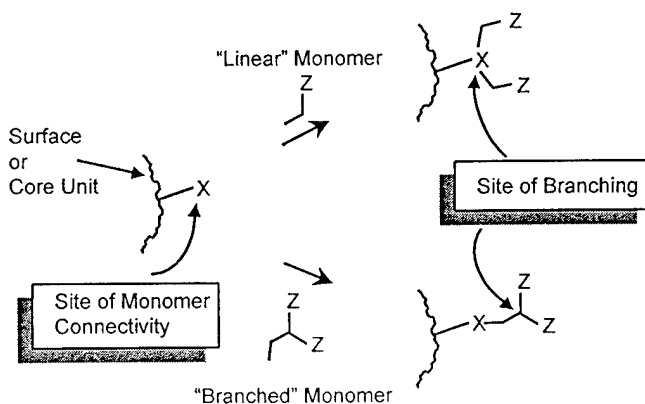 "Linear" Monomer
Z
Z
X
Z
Surface
or
Core Unit
X
Site of Branching
Site of Monomer
Connectivity
Z
Z
X
Z
Z
"Branched" Monomer